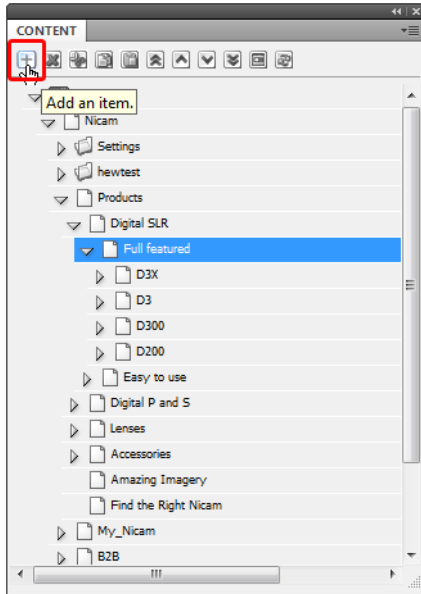 CONTENT
Add an item.
Nicam
Settings
hewtest
Products
Digital SLR
Full featured
D3X
D3
D300
D200
Easy to use
Digital P and S
Lenses
Accessories
Amazing Imagery
Find the Right Nicam
My_Nicam
B2B